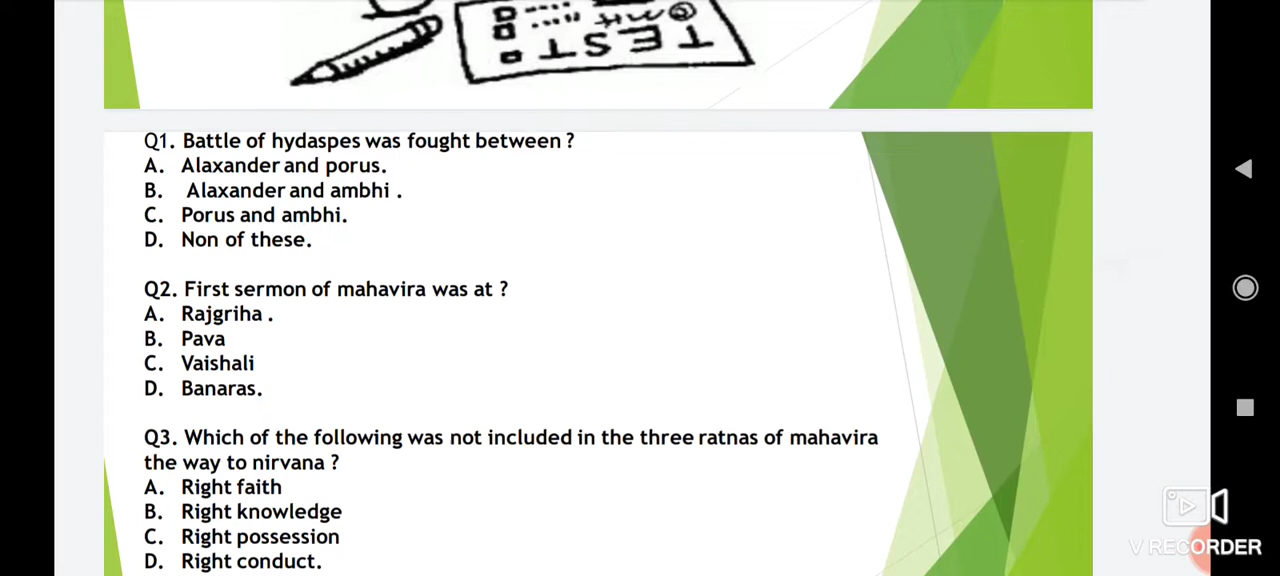 TEST
Q1. Battle of hydaspes was fought between ?
A. Alaxander and porus.
B. Alaxander and ambhi .
C. Porus and ambhi.
D. Non of these.
Q2. First sermon of mahavira was at ?
A. Rajgriha .
B. Pava
C. Vaishali
D. Banaras.
Q3. Which of the following was not included in the three ratnas of mahavira
the way to nirvana ?
A. Right faith
B. Right knowledge
C. Right possession
D. Right conduct.
V RECORDER